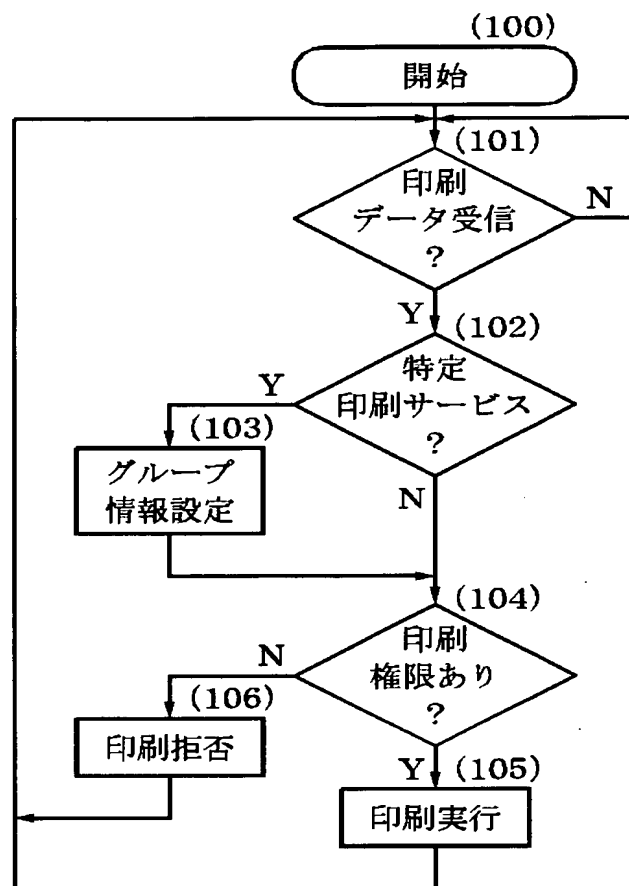 (100)
開始
(101)
印刷
データ受信
?
N
Y
(102)
特定
印刷サービス
?
Y
(103)
グループ
情報設定
N
(104)
印刷
権限あり
?
N
(106)
印刷拒否
Y
(105)
印刷実行